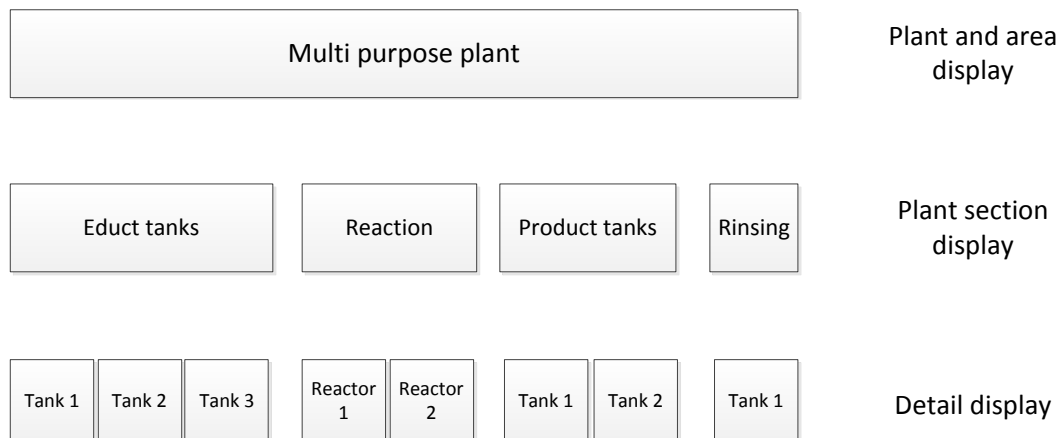 Multi purpose plant
Plant and area
display
Educt tanks
Reaction
Product tanks
Rinsing
Plant section
display
Tank 1
Tank 2
Tank 3
Reactor
1
Reactor
2
Tank 1
Tank 2
Tank 1
Detail display